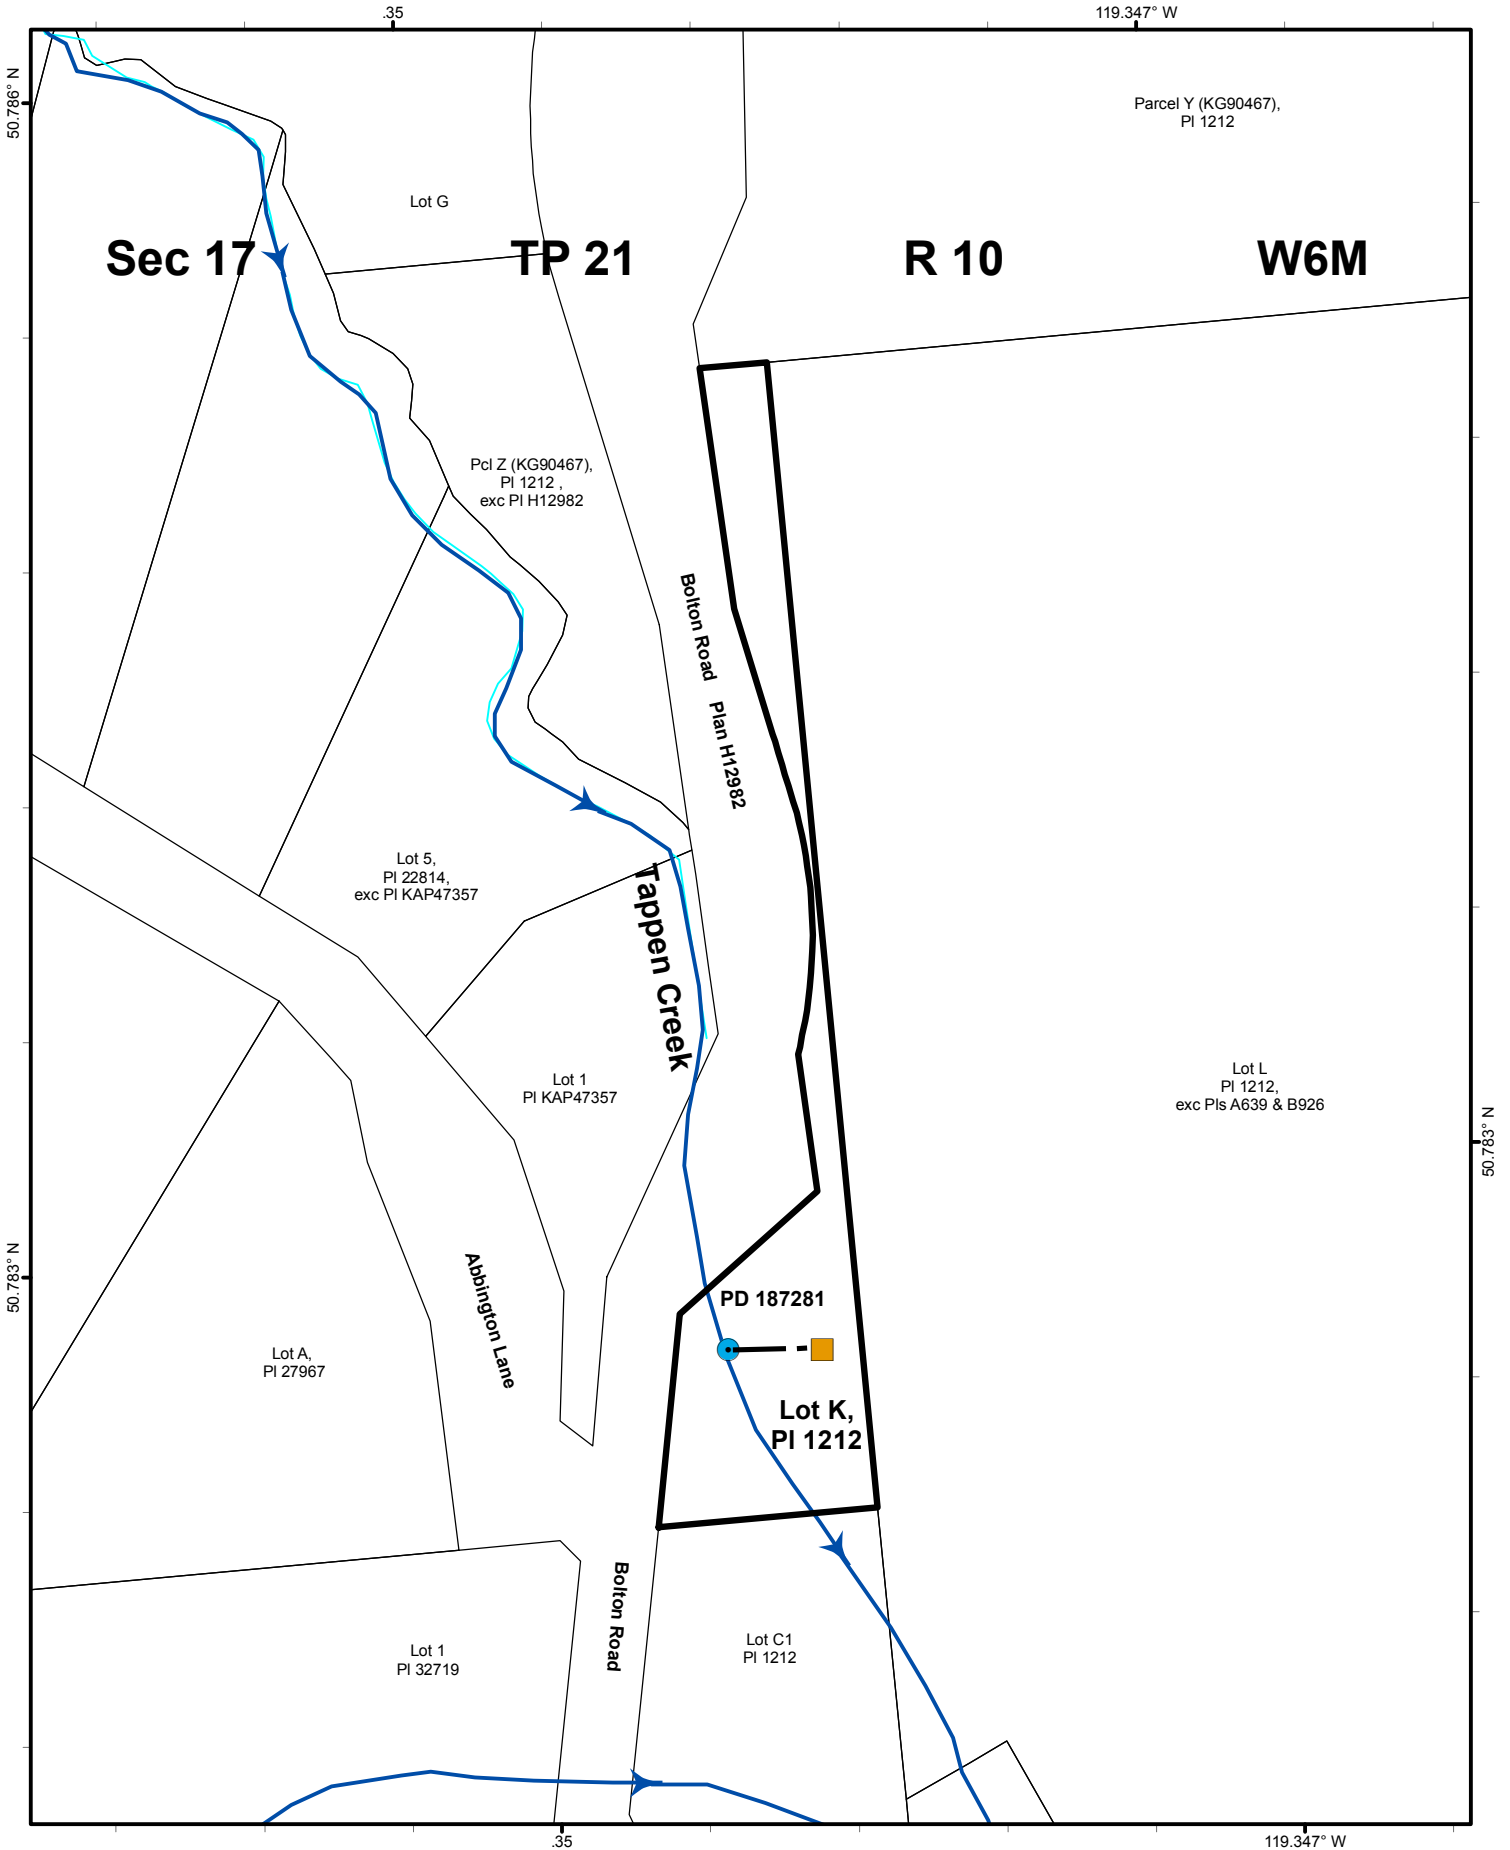 .35
119.347° W
50.786° N
Parcel Y (KG90467),
Pl 1212
Lot G
Sec 17
TP 21
R 10
W6M
Pcl Z (KG90467),
Pl 1212 ,
exc Pl H12982
Bolton Road
Plan H12982
Lot 5,
Pl 22814,
exc Pl KAP47357
Tappen Creek
Lot 1
Pl KAP47357
Lot L
Pl 1212,
exc Pls A639 & B926
50.783° N
50.783° N
Abbington Lane
PD 187281
Lot A,
Pl 27967
Lot K,
Pl 1212
Bolton Road
Lot 1
Pl 32719
Lot C1
Pl 1212
.35
119.347° W